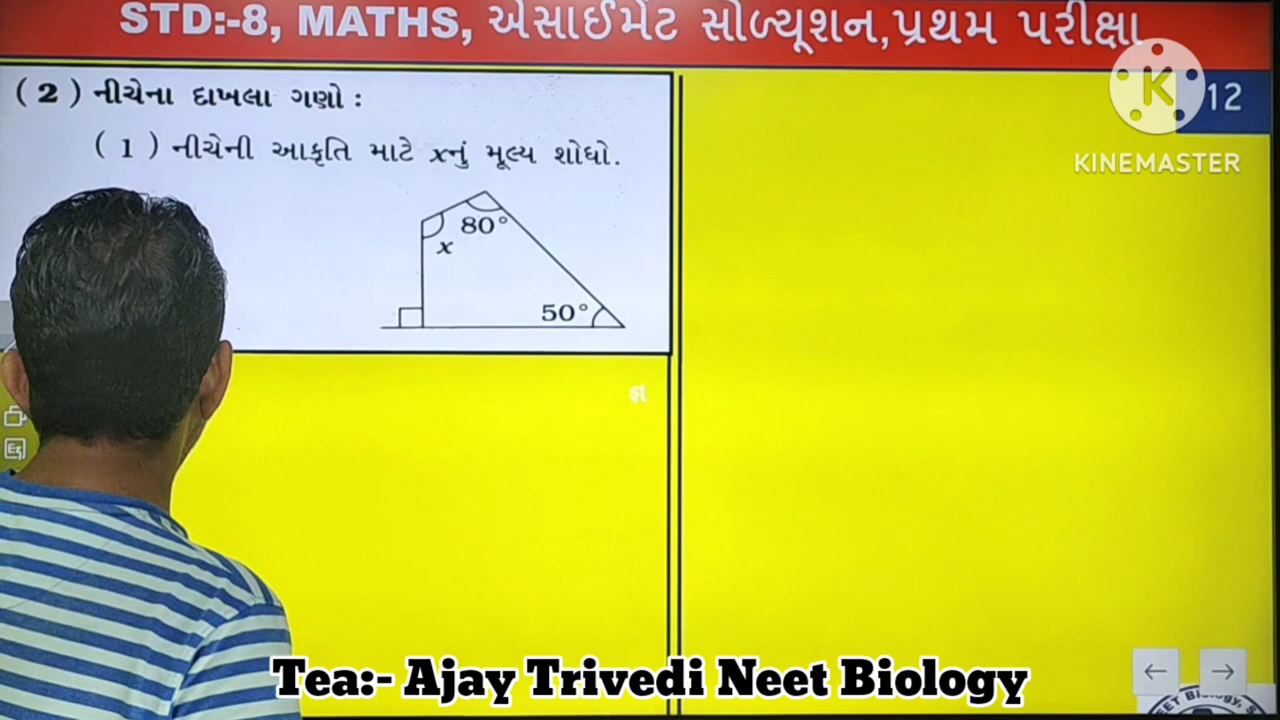 STD:-8, MATHS, એસાઈમેંટ સોળ્યૂશન,પ્રથમ પરીક્ષા
(2) નીચેના દાખલા ગણો :
K
12
(1) નીચેની આકૃતિ માટે xનું મૂલ્ય શોધો.
KINEMASTER
80°
x
50°
Tea:- Ajay Trivedi Neet Biology